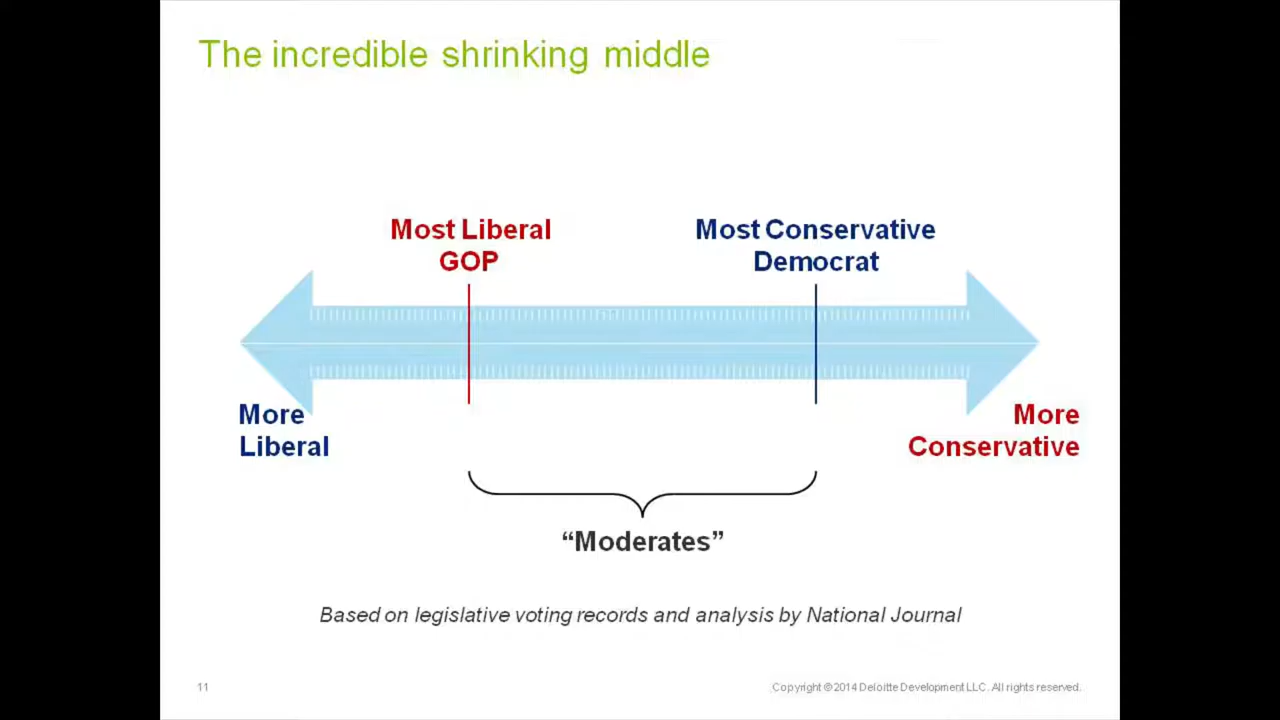 The incredible shrinking middle
Most Liberal
GOP
Most Conservative
Democrat
More
Liberal
More
Conservative
“Moderates”
Based on legislative voting records and analysis by National Journal
11
Copyright © 2014 Deloitte Development LLC. All rights reserved.